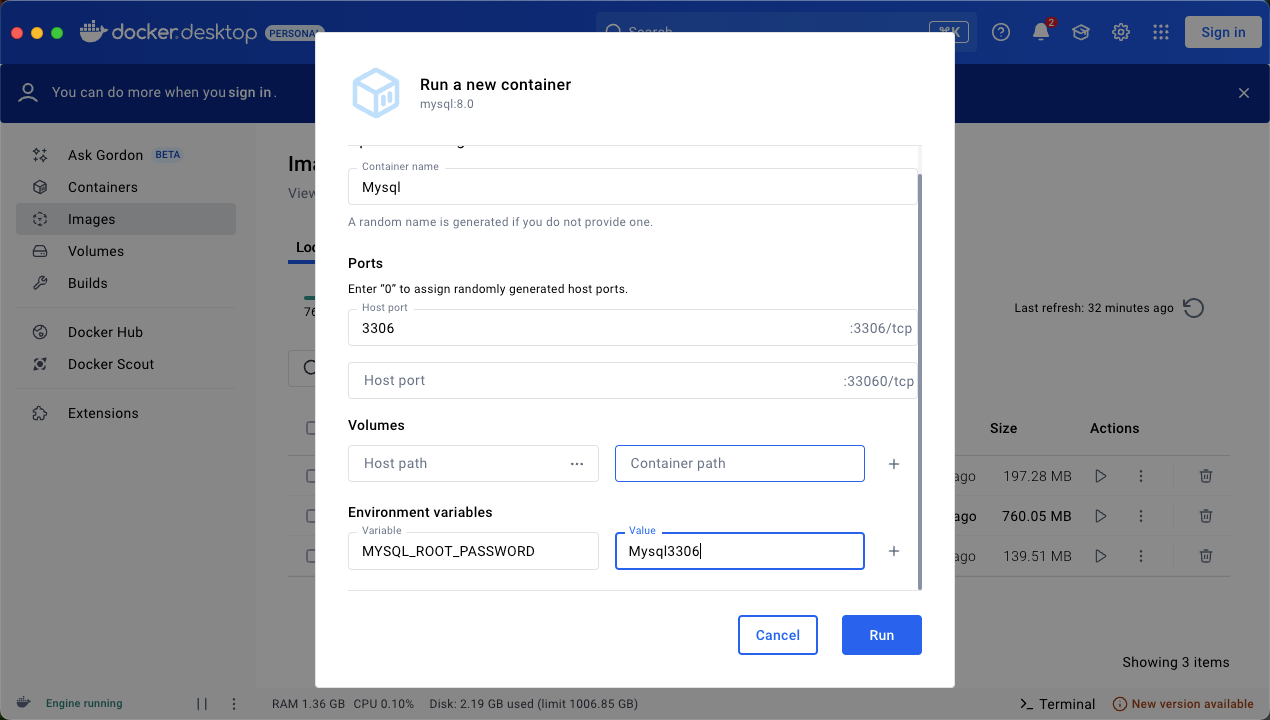 docker.desktop PERSONAL
Search ⌘K
2
Sign in
You can do more when you sign in .
Run a new container
mysql:8.0
Ask Gordon BETA
Containers
Images
Volumes
Builds
Docker Hub
Docker Scout
Extensions
Container name
Mysql
A random name is generated if you do not provide one.
Ports
Enter “0” to assign randomly generated host ports.
Host port
3306 :3306/tcp
Host port :33060/tcp
Volumes
Host path ··· Container path +
Environment variables
Variable Value
MYSQL_ROOT_PASSWORD Mysql3306 +
Cancel Run
Last refresh: 32 minutes ago
Size Actions
ago 197.28 MB
ago 760.05 MB
ago 139.51 MB
Showing 3 items
Engine running
RAM 1.36 GB CPU 0.10% Disk: 2.19 GB used (limit 1006.85 GB)
>_ Terminal
New version available